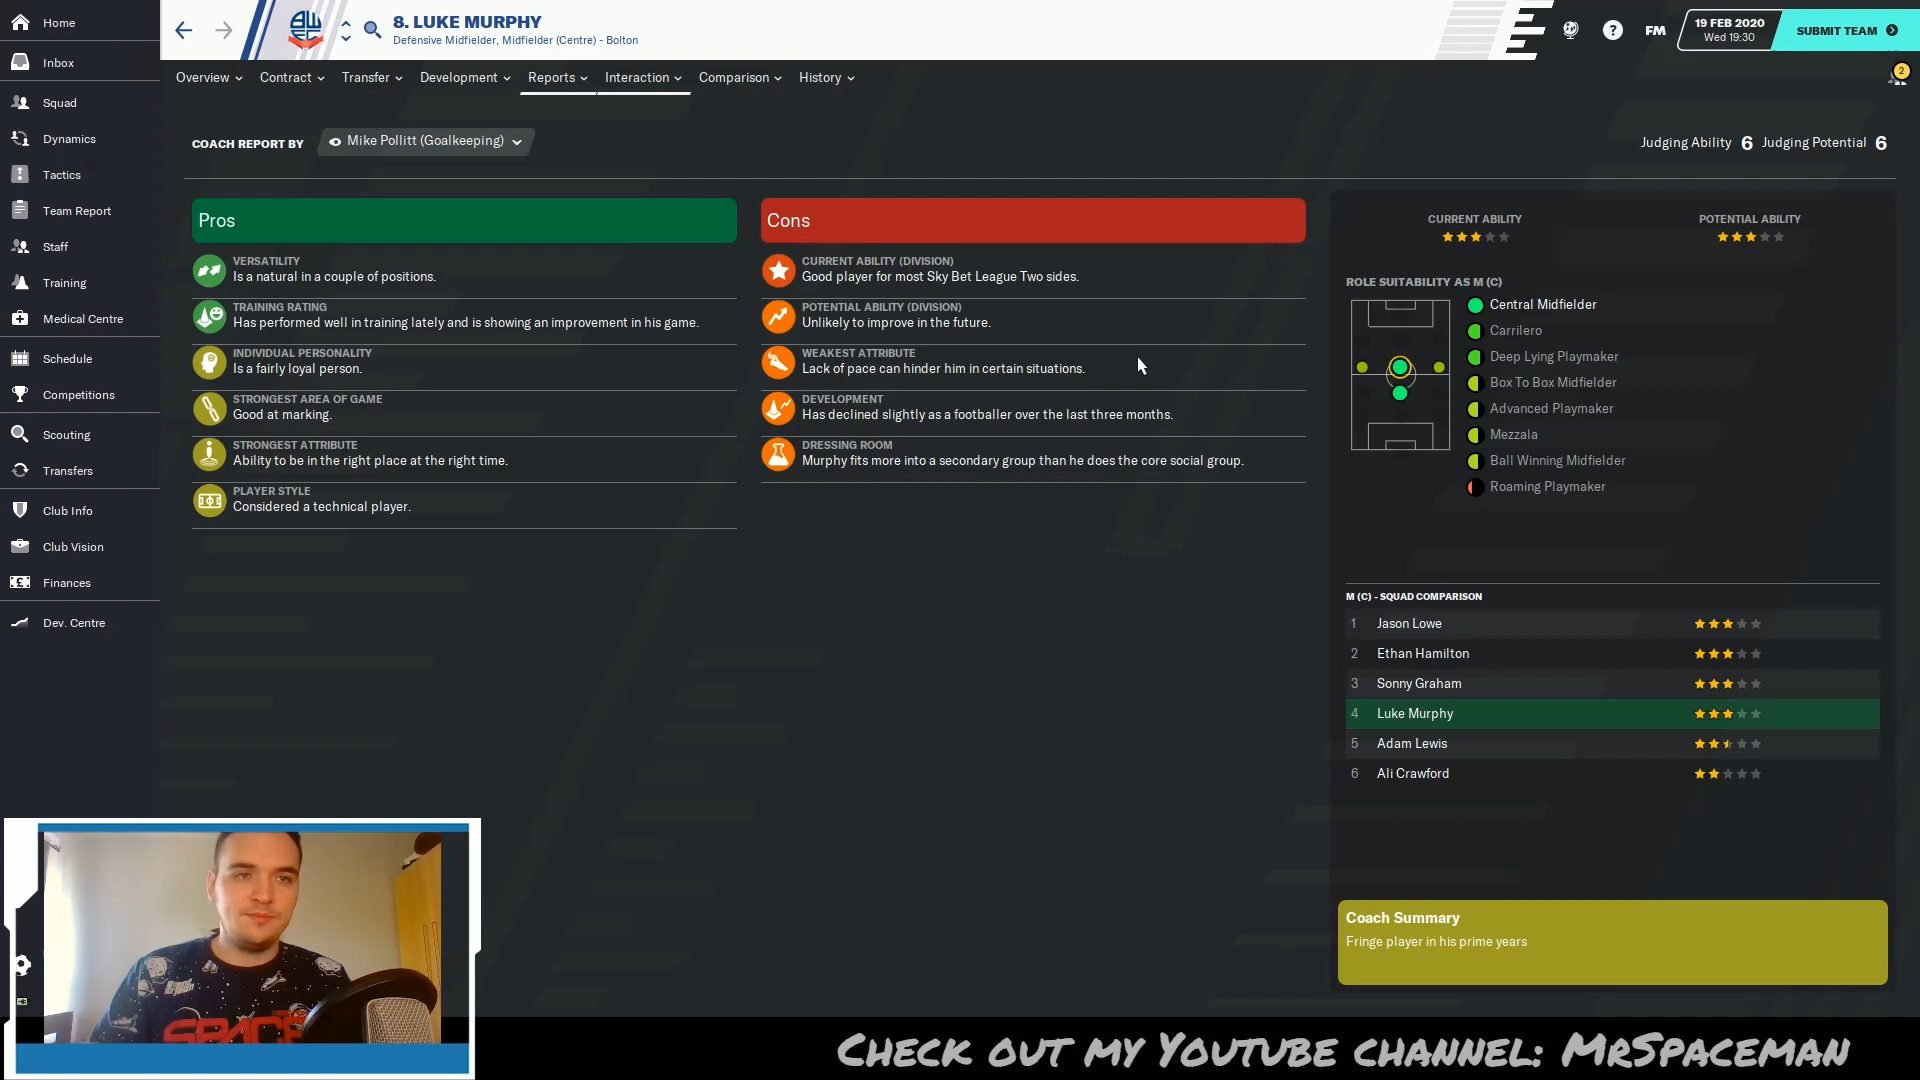 Home
Inbox
Squad
Dynamics
Tactics
Team Report
Staff
Training
Medical Centre
Schedule
Competitions
Scouting
Transfers
Club Info
Club Vision
Finances
Dev. Centre
8. LUKE MURPHY
Defensive Midfielder, Midfielder (Centre) - Bolton
?
FM
19 FEB 2020
Wed 19:30
SUBMIT TEAM
2
Overview
Contract
Transfer
Development
Reports
Interaction
Comparison
History
COACH REPORT BY
Mike Pollitt (Goalkeeping)
Judging Ability 6 Judging Potential 6
Pros
VERSATILITY
Is a natural in a couple of positions.
TRAINING RATING
Has performed well in training lately and is showing an improvement in his game.
INDIVIDUAL PERSONALITY
Is a fairly loyal person.
STRONGEST AREA OF GAME
Good at marking.
STRONGEST ATTRIBUTE
Ability to be in the right place at the right time.
PLAYER STYLE
Considered a technical player.
Cons
CURRENT ABILITY (DIVISION)
Good player for most Sky Bet League Two sides.
POTENTIAL ABILITY (DIVISION)
Unlikely to improve in the future.
WEAKEST ATTRIBUTE
Lack of pace can hinder him in certain situations.
DEVELOPMENT
Has declined slightly as a footballer over the last three months.
DRESSING ROOM
Murphy fits more into a secondary group than he does the core social group.
CURRENT ABILITY
POTENTIAL ABILITY
ROLE SUITABILITY AS M (C)
Central Midfielder
Carrilero
Deep Lying Playmaker
Box To Box Midfielder
Advanced Playmaker
Mezzala
Ball Winning Midfielder
Roaming Playmaker
M (C) - SQUAD COMPARISON
1 Jason Lowe
2 Ethan Hamilton
3 Sonny Graham
4 Luke Murphy
5 Adam Lewis
6 Ali Crawford
Coach Summary
Fringe player in his prime years
SPACE
Check out my Youtube channel: MrSpaceman